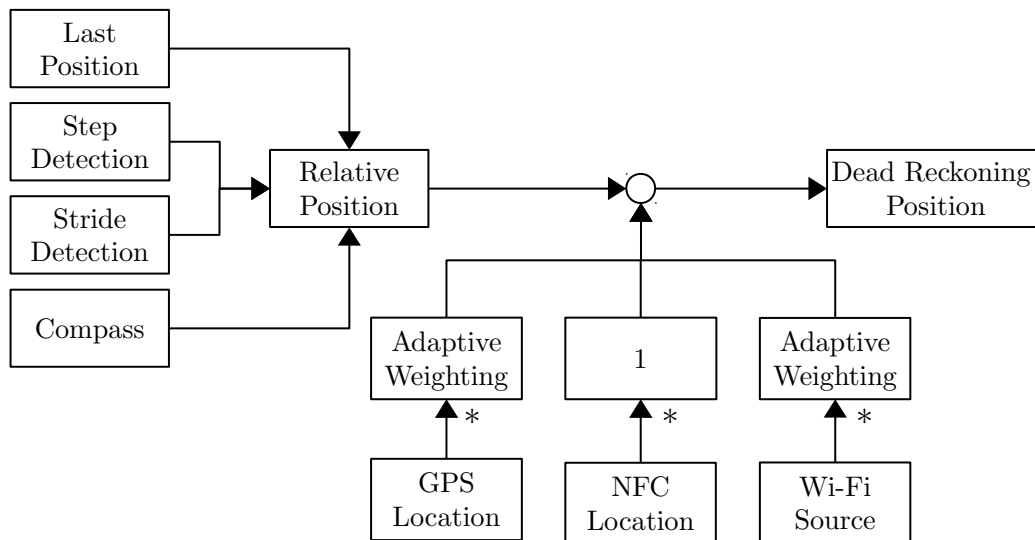 Last
Position
Step
Detection
Stride
Detection
Compass
Relative
Position
Dead Reckoning
Position
Adaptive
Weighting
1
Adaptive
Weighting
*
*
*
GPS
Location
NFC
Location
Wi-Fi
Source